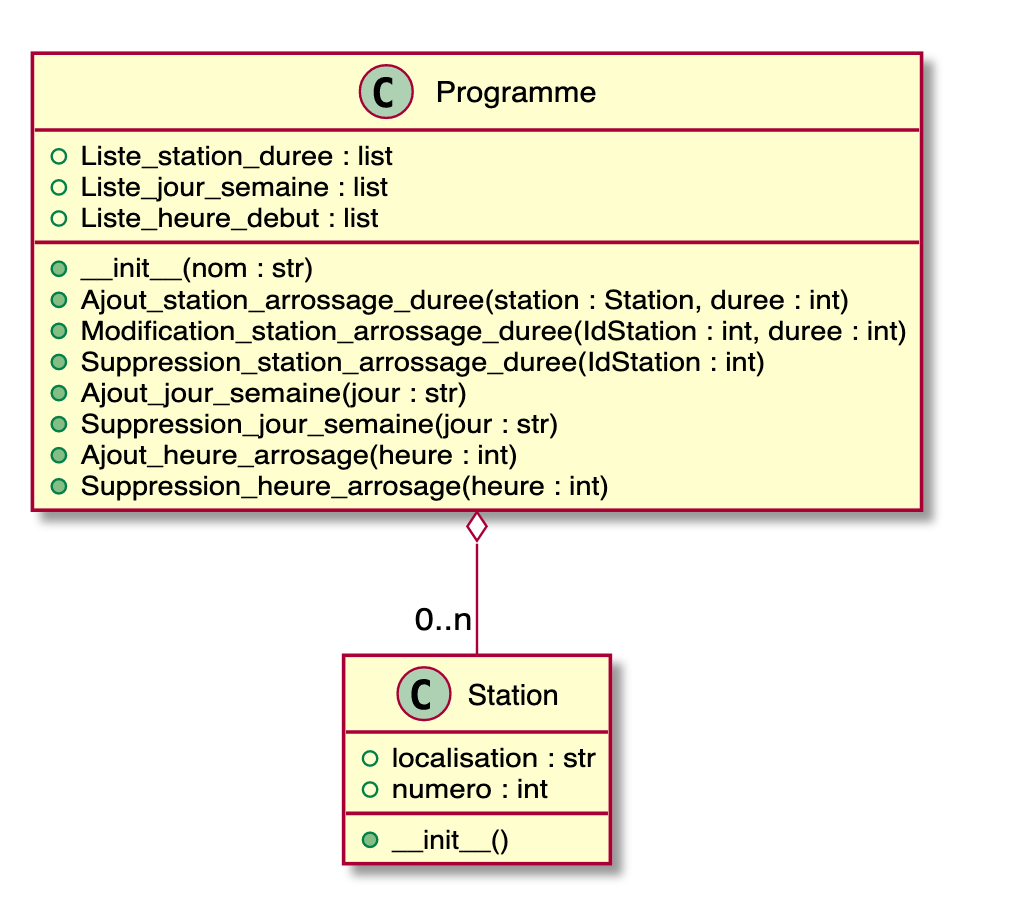 C Programme
Liste_station_duree : list
Liste_jour_semaine : list
Liste_heure_debut : list
__init__(nom : str)
Ajout_station_arrossage_duree(station : Station, duree : int)
Modification_station_arrossage_duree(IdStation : int, duree : int)
Suppression_station_arrossage_duree(IdStation : int)
Ajout_jour_semaine(jour : str)
Suppression_jour_semaine(jour : str)
Ajout_heure_arrosage(heure : int)
Suppression_heure_arrosage(heure : int)
0..n
C Station
localisation : str
numero : int
__init__()